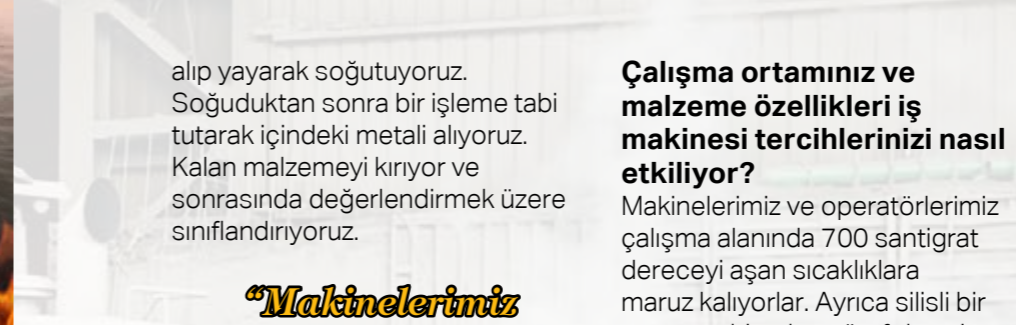 alıp yayarak soğutuyoruz.
Soğuduktan sonra bir işleme tabi
tutarak içindeki metali alıyoruz.
Kalan malzemeyi kırıyor ve
sonrasında değerlendirmek üzere
sınıflandırıyoruz.
“Makinelerimiz
Çalışma ortamınız ve
malzeme özellikleri iş
makinesi tercihlerinizi nasıl
etkiliyor?
Makinelerimiz ve operatörlerimiz
çalışma alanında 700 santigrat
dereceyi aşan sıcaklıklara
maruz kalıyorlar. Ayrıca silisli bir